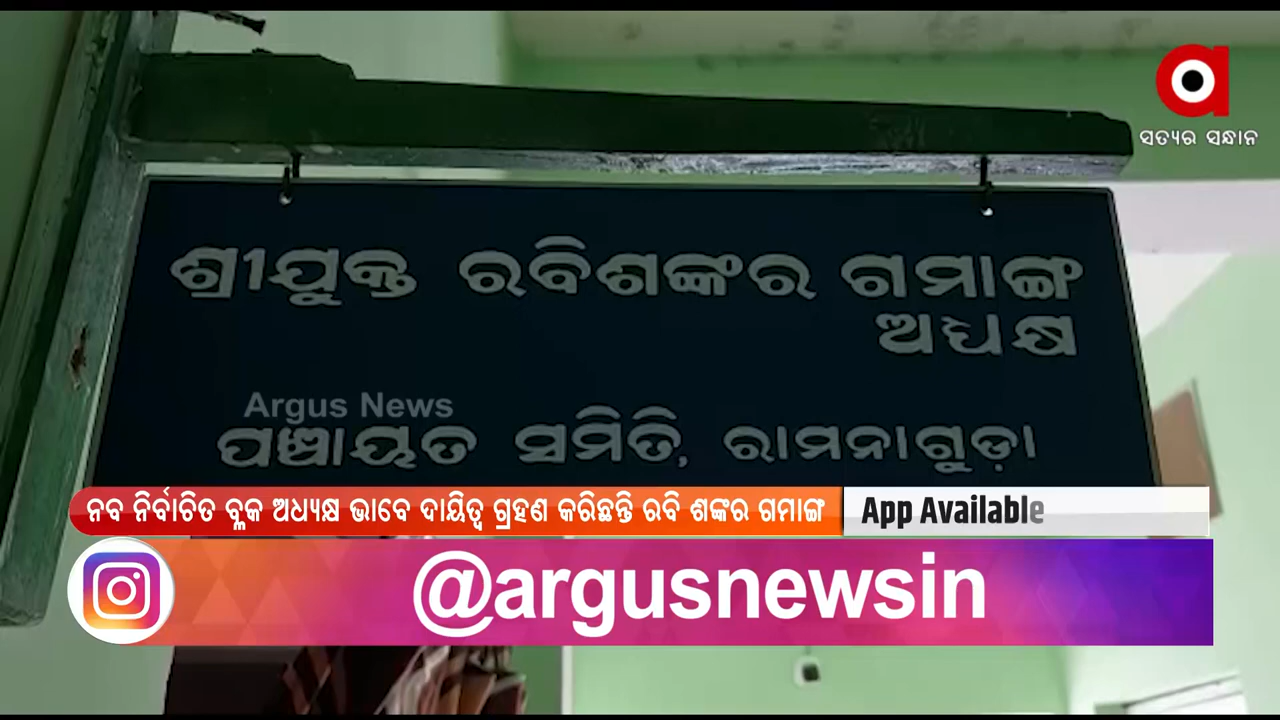 ସତ୍ୟର ସନ୍ଧାନ
ଶ୍ରୀଯୁକ୍ତ ରବିଶଙ୍କର ଗମାଙ୍ଗ
ଅଧ୍ୟକ୍ଷ
Argus News
ପଞ୍ଚାୟତ ସମିତି, ରାମନାଗୁଡ଼ା
ନବ ନିର୍ବାଚିତ ବ୍ଳକ ଅଧ୍ୟକ୍ଷ ଭାବେ ଦାୟିତ୍ୱ ଗ୍ରହଣ କରିଛନ୍ତି ରବି ଶଙ୍କର ଗମାଙ୍ଗ
App Available
@argusnewsin